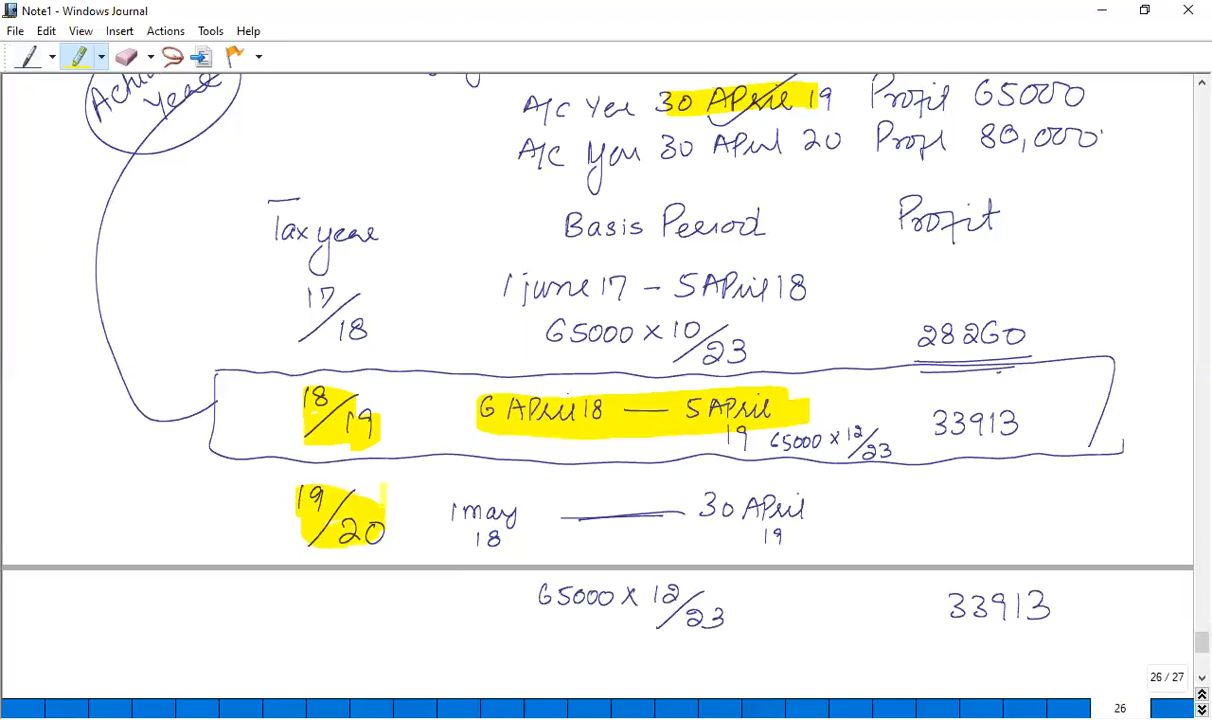 Note1 - Windows Journal
File Edit View Insert Actions Tools Help
Actual
Year
A/c Year 30 April 19 Profit 65000
A/c Year 30 April 20 Profit 80,000
Tax year Basis Period Profit
17/18 1 June 17 - 5 April 18
65000 x 10/23 28260
18/19 6 April 18 — 5 April 19 65000 x 12/23 33913
19/20 1 may 18 — 30 April 19
65000 x 12/23 33913
26 / 27
26